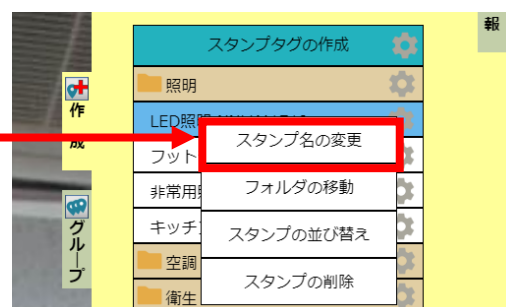 報
スタンプタグの作成
照明
作成
LED照
スタンプ名の変更
フット
非常用
フォルダの移動
グループ
キッチ
スタンプの並び替え
空調
スタンプの削除
衛生